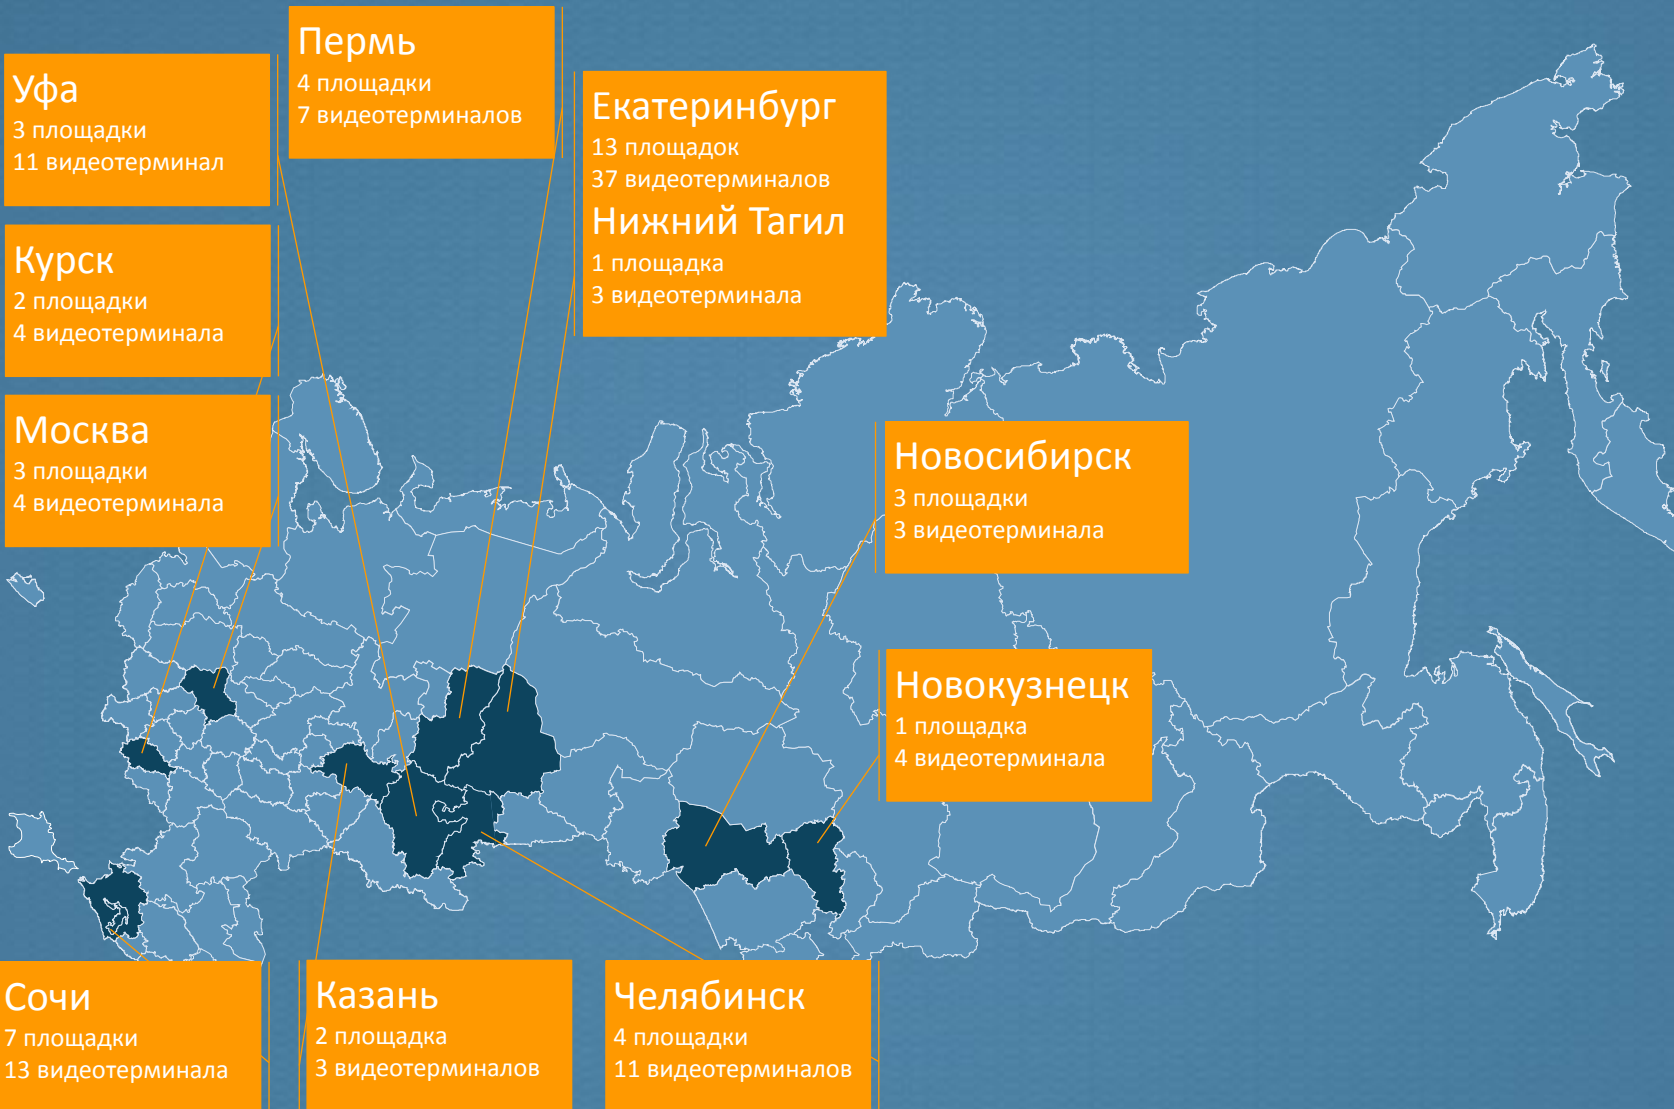 Пермь
4 площадки
7 видеотерминалов
Уфа
3 площадки
11 видеотерминал
Екатеринбург
13 площадок
37 видеотерминалов
Нижний Тагил
1 площадка
3 видеотерминала
Курск
2 площадки
4 видеотерминала
Москва
3 площадки
4 видеотерминала
Новосибирск
3 площадки
3 видеотерминала
Новокузнецк
1 площадка
4 видеотерминала
Сочи
7 площадки
13 видеотерминала
Казань
2 площадка
3 видеотерминалов
Челябинск
4 площадки
11 видеотерминалов